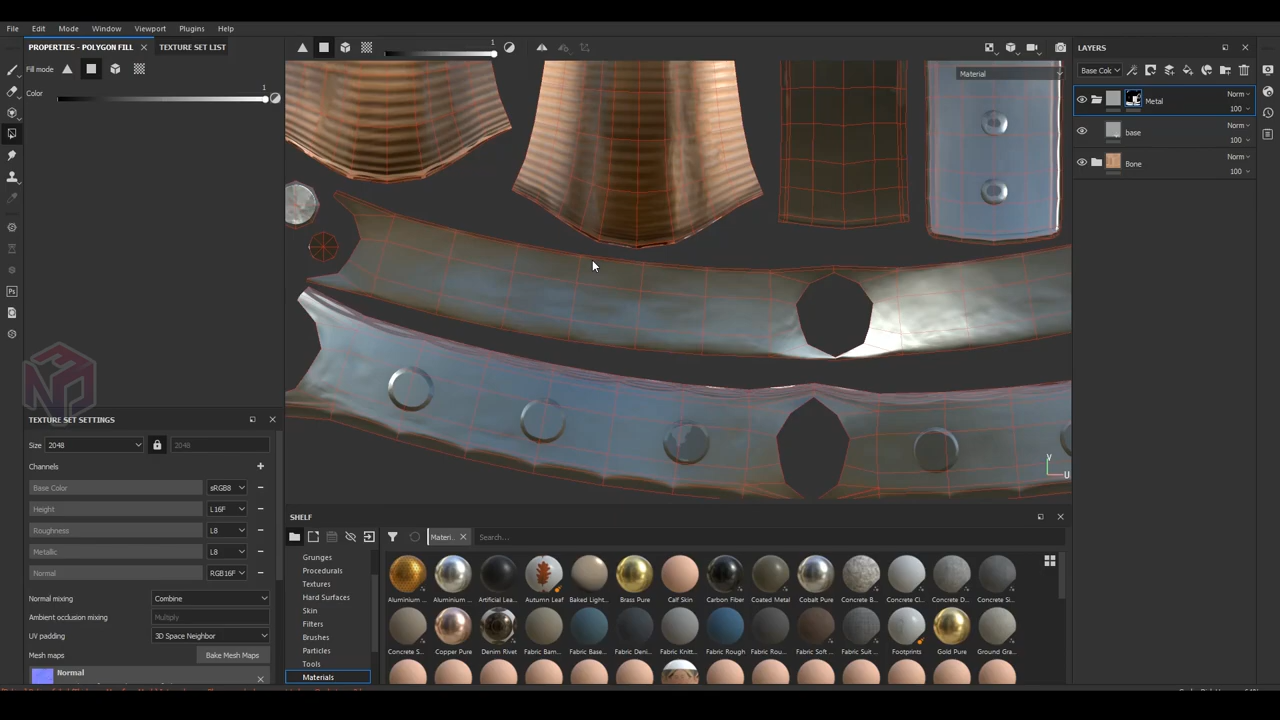 File Edit Mode Window Viewport Plugins Help
PROPERTIES - POLYGON FILL TEXTURE SET LIST
Fill mode
Color 1
1
Material
LAYERS
Base Col
Metal Norm 100
base Norm 100
Bone Norm 100
V
U
TEXTURE SET SETTINGS
Size 2048 2048
Channels
Base Color sRGB8
Height L16F
Roughness L8
Metallic L8
Normal RGB16F
Normal mixing Combine
Ambient occlusion mixing Multiply
UV padding 3D Space Neighbor
Mesh maps Bake Mesh Maps
Normal
SHELF
Materi... Search...
Grunges
Procedurals
Textures
Hard Surfaces
Skin
Filters
Brushes
Particles
Tools
Materials
Aluminium ... Aluminium ... Artificial Lea... Autumn Leaf Baked Light... Brass Pure Calf Skin Carbon Fiber Coated Metal Cobalt Pure Concrete B... Concrete Cl... Concrete D... Concrete Si...
Concrete S... Copper Pure Denim Rivet Fabric Bam... Fabric Base... Fabric Deni... Fabric Knitt... Fabric Rough Fabric Rou... Fabric Soft ... Fabric Suit ... Footprints Gold Pure Ground Gra...